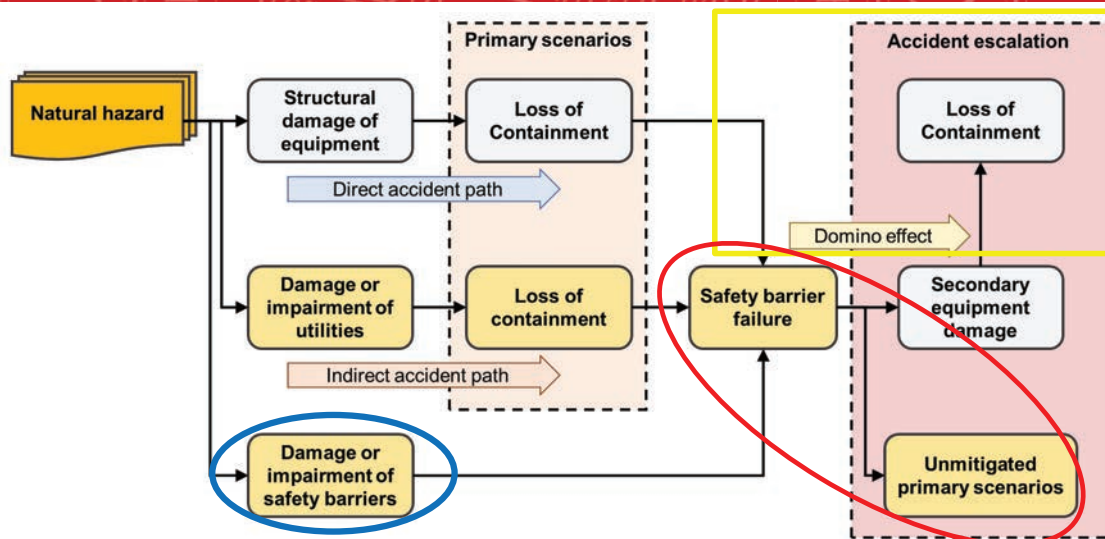 Primary scenarios
Accident escalation
Natural hazard
Structural
damage of
equipment
Loss of
Containment
Loss of
Containment
Direct accident path
Domino effect
Damage or
impairment of
utilities
Loss of
containment
Safety barrier
failure
Secondary
equipment
damage
Indirect accident path
Damage or
impairment of
safety barriers
Unmitigated
primary scenarios